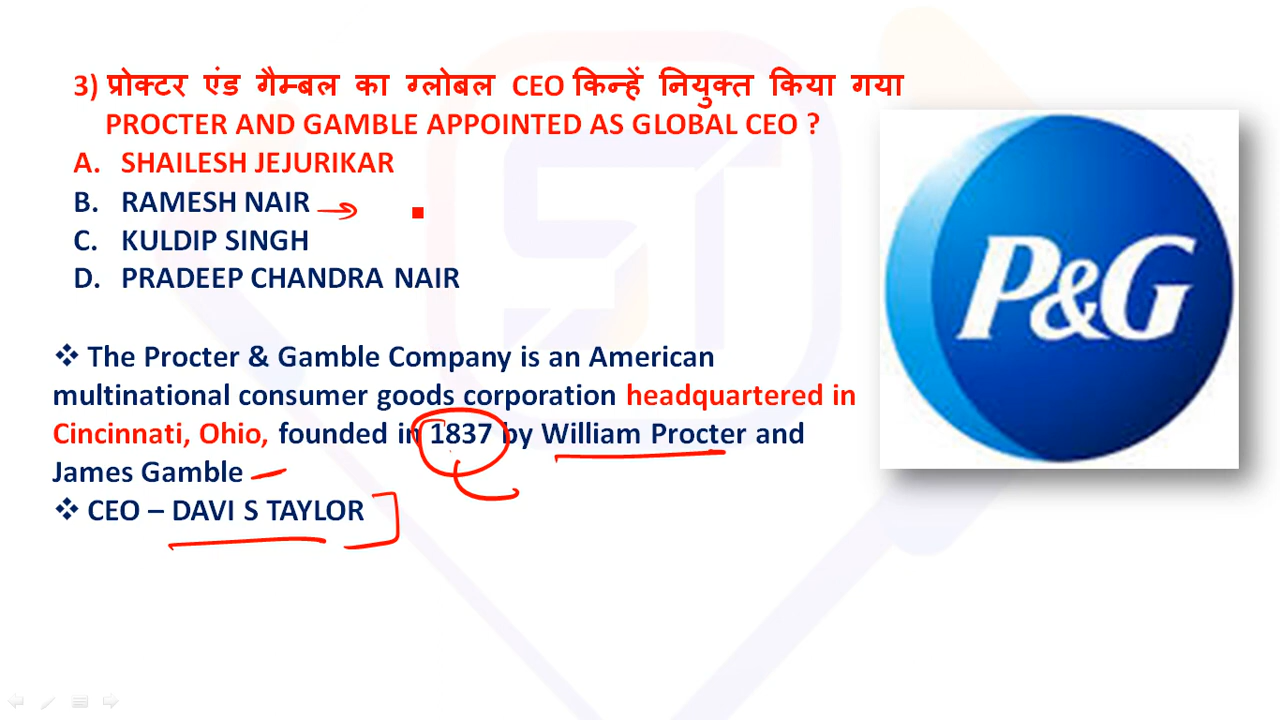 3) प्रोक्टर एंड गैम्बल का ग्लोबल CEO किन्हें नियुक्त किया गया
PROCTER AND GAMBLE APPOINTED AS GLOBAL CEO ?
A. SHAILESH JEJURIKAR
B. RAMESH NAIR
C. KULDIP SINGH
D. PRADEEP CHANDRA NAIR
❖ The Procter & Gamble Company is an American
multinational consumer goods corporation headquartered in
Cincinnati, Ohio, founded in 1837 by William Procter and
James Gamble
❖ CEO – DAVI S TAYLOR
P&G